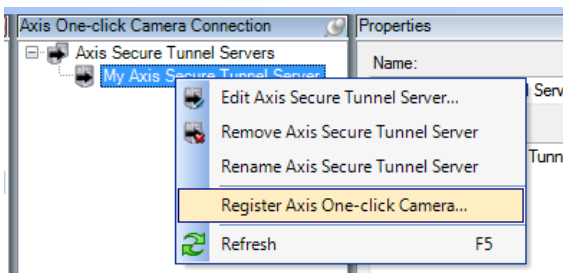 Axis One-click Camera Connection
Properties
Axis Secure Tunnel Servers
Name:
My Axis Secure Tunnel Server
Edit Axis Secure Tunnel Server...
Serv
Remove Axis Secure Tunnel Server
Rename Axis Secure Tunnel Server
Tunn
Register Axis One-click Camera...
Refresh F5